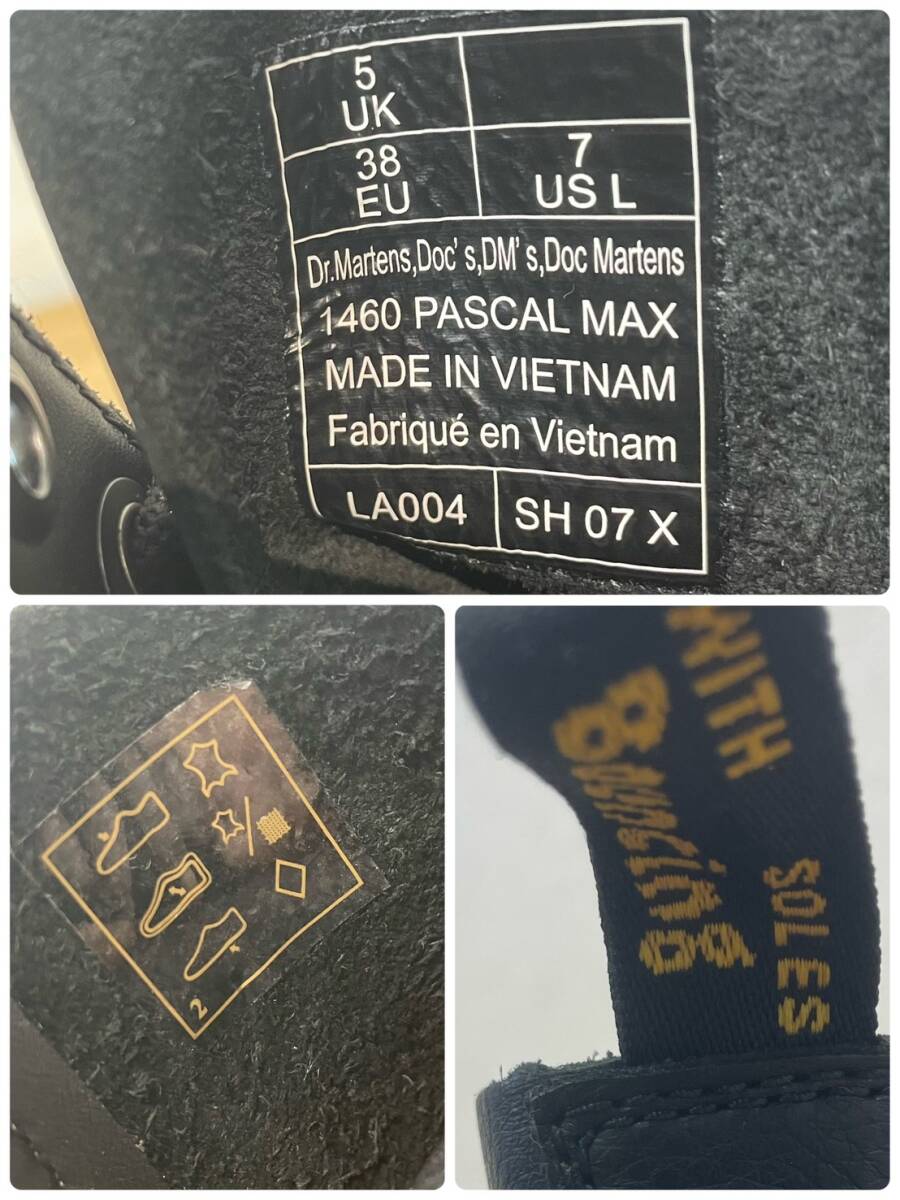 5
UK
38
EU
7
US L
Dr.Martens,Doc's,DM's,Doc Martens
1460 PASCAL MAX
MADE IN VIETNAM
Fabriqué en Vietnam
LA004
SH 07 X
2
WITH
SOLES